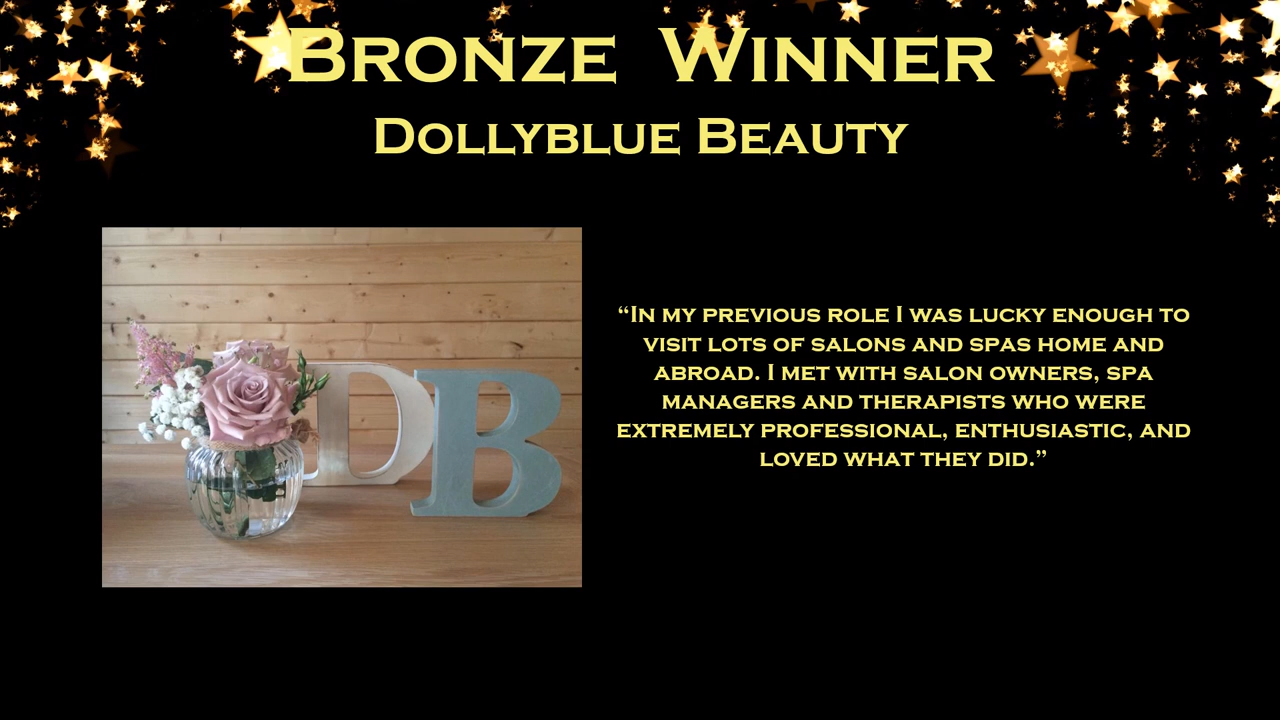 Bronze Winner
Dollyblue Beauty
DB
“In my previous role I was lucky enough to
visit lots of salons and spas home and
abroad. I met with salon owners, spa
managers and therapists who were
extremely professional, enthusiastic, and
loved what they did.”